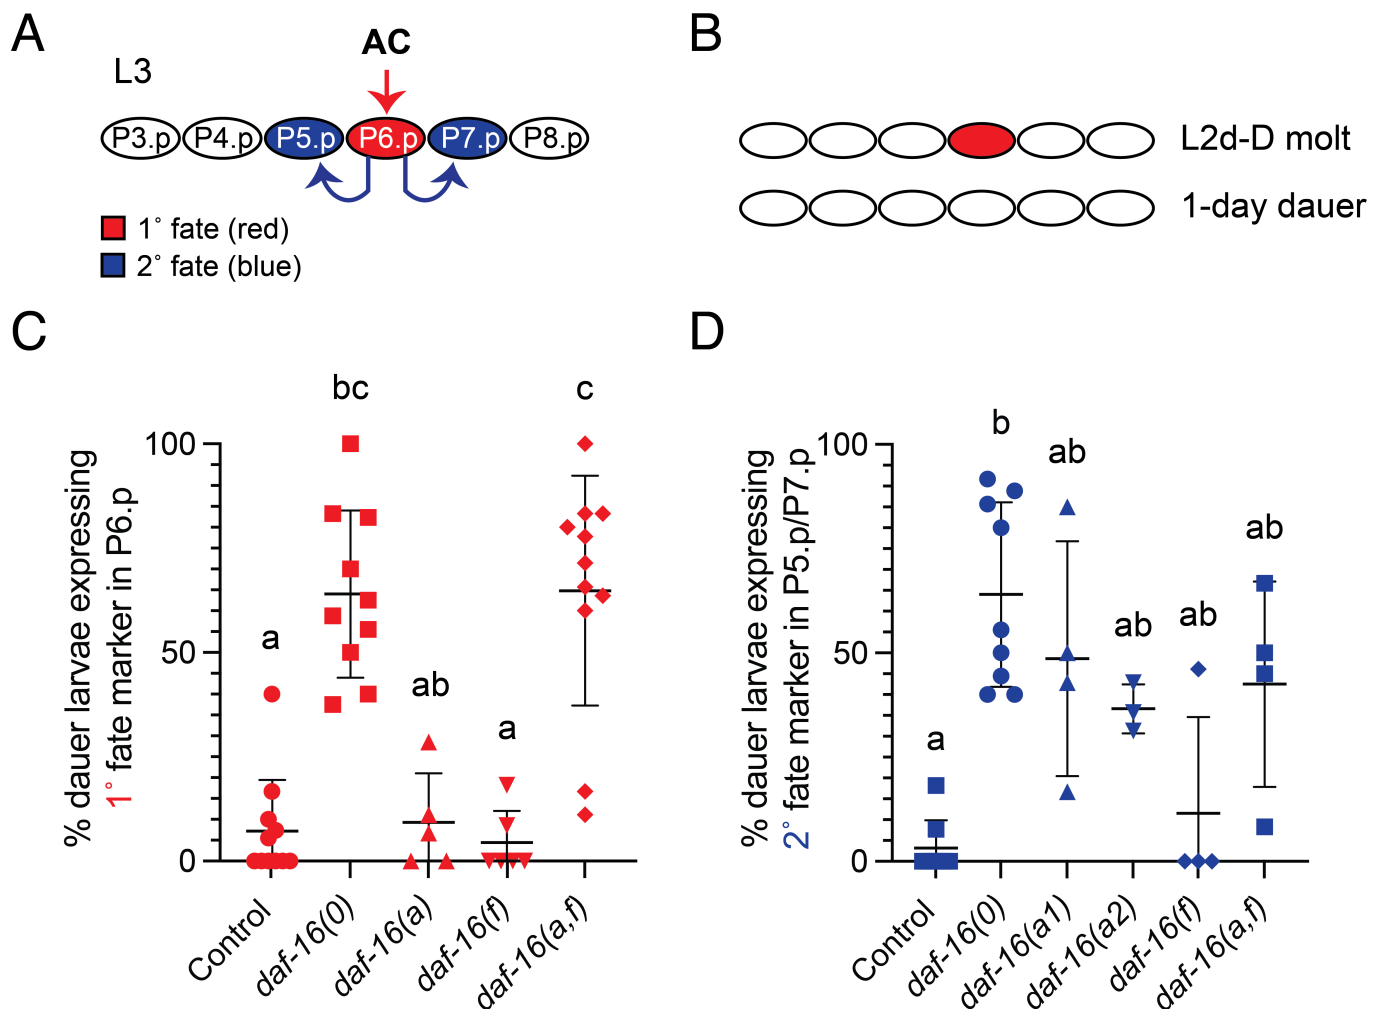 A
AC
L3
P3.p P4.p P5.p P6.p P7.p P8.p
1° fate (red)
2° fate (blue)
B
L2d-D molt
1-day dauer
C
% dauer larvae expressing
1° fate marker in P6.p
100
50
0
a
bc
ab
a
c
Control
daf-16(0)
daf-16(a)
daf-16(f)
daf-16(a,f)
D
% dauer larvae expressing
2° fate marker in P5.p/P7.p
100
50
0
a
b
ab
ab
ab
ab
Control
daf-16(0)
daf-16(a1)
daf-16(a2)
daf-16(f)
daf-16(a,f)